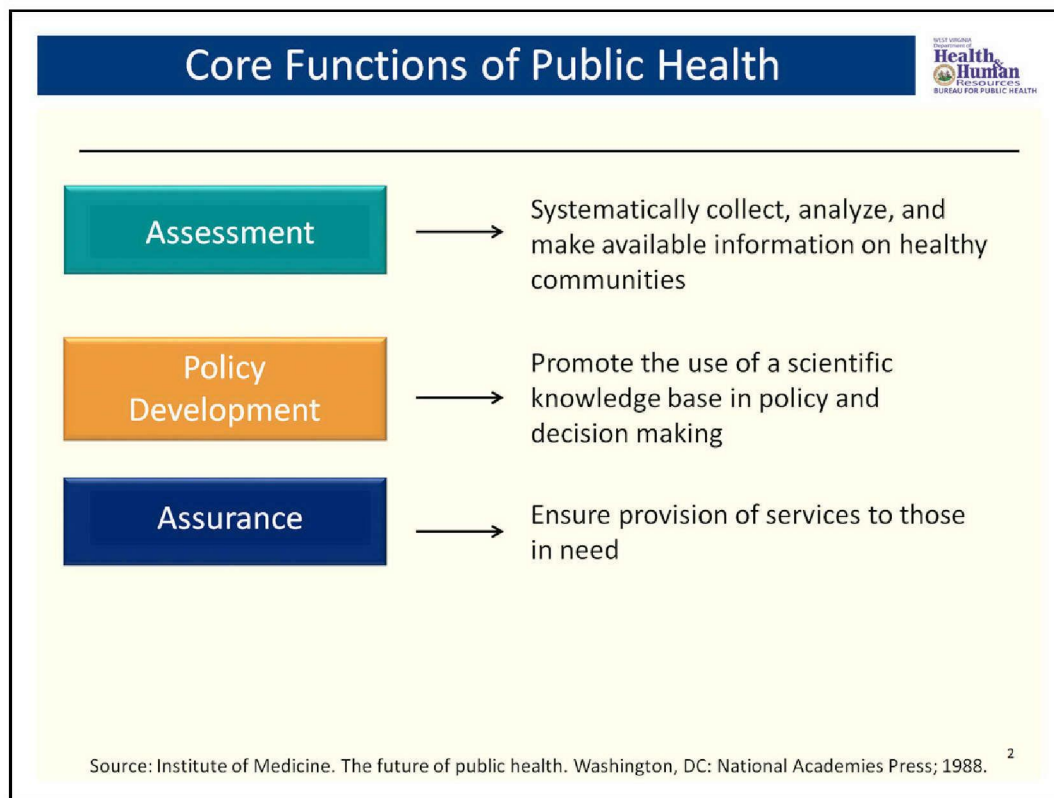 Core Functions of Public Health
WEST VIRGINIA
Department of
Health &
Human
Resources
BUREAU FOR PUBLIC HEALTH
Assessment
Systematically collect, analyze, and
make available information on healthy
communities
Policy
Development
Promote the use of a scientific
knowledge base in policy and
decision making
Assurance
Ensure provision of services to those
in need
2
Source: Institute of Medicine. The future of public health. Washington, DC: National Academies Press; 1988.